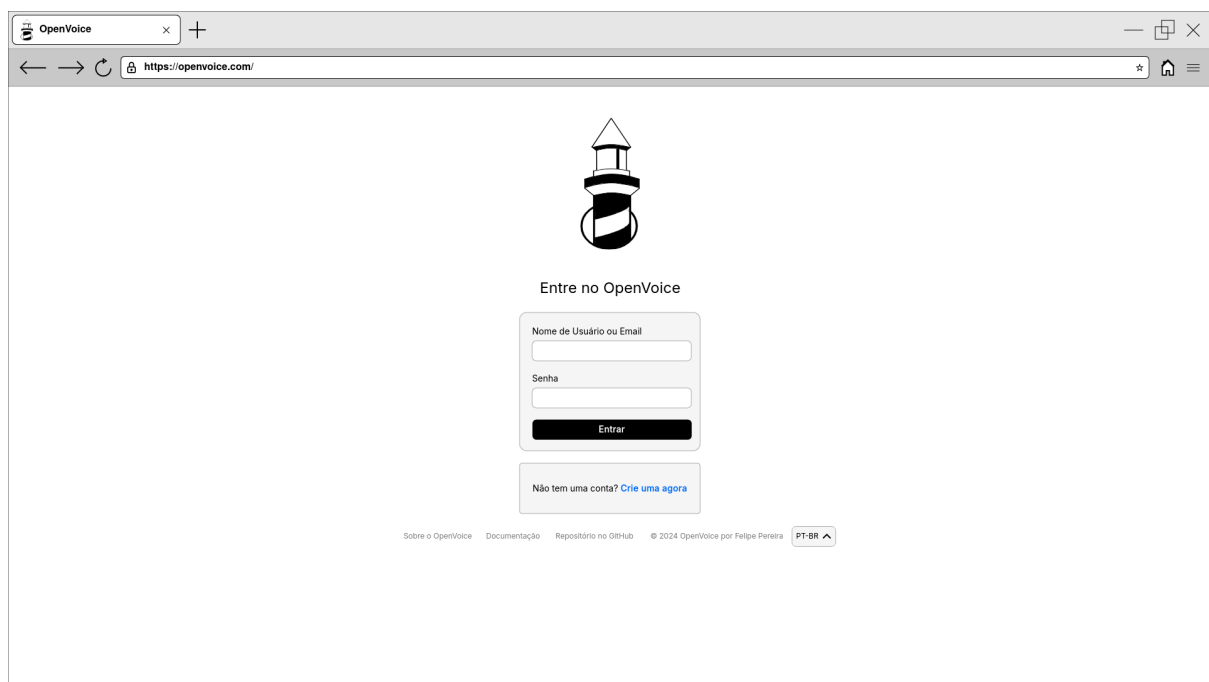 OpenVoice
https://openvoice.com/
Entre no OpenVoice
Nome de Usuário ou Email
Senha
Entrar
Não tem uma conta? Crie uma agora
Sobre o OpenVoice Documentação Repositório no GitHub © 2024 OpenVoice por Felipe Pereira PT-BR